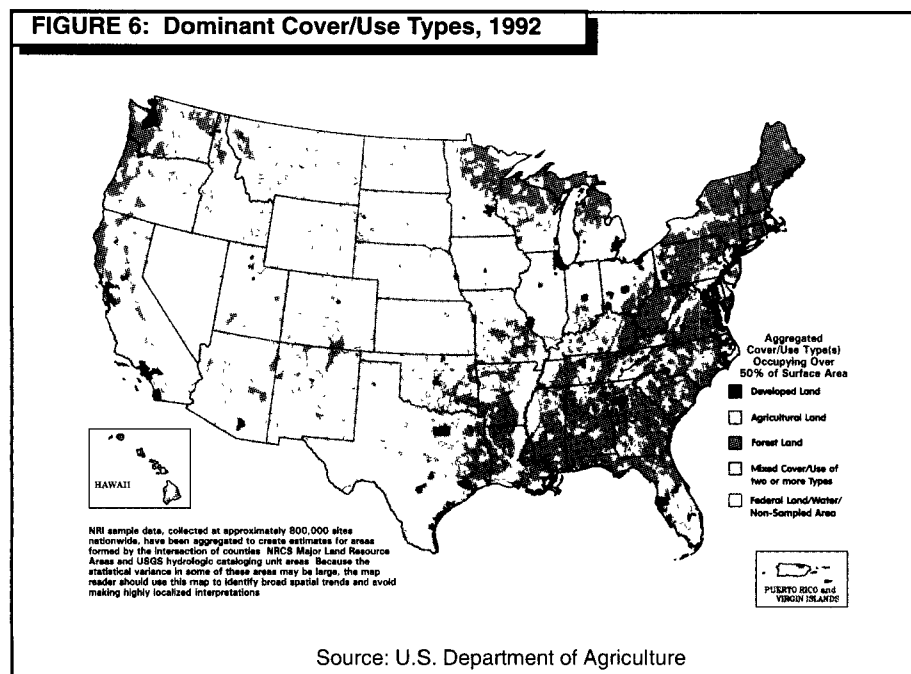 FIGURE 6: Dominant Cover/Use Types, 1992
Aggregated
Cover/Use Type(s)
Occupying Over
50% of Surface Area
Developed Land
Agricultural Land
Forest Land
Mixed Cover/Use of
two or more Types
Federal Land/Water/
Non-Sampled Area
HAWAII
NRI sample data, collected at approximately 800,000 sites
nationwide, have been aggregated to create estimates for areas
formed by the intersection of counties NRCS Major Land Resource
Areas and USGS hydrologic cataloging unit areas Because the
statistical variance in some of these areas may be large, the map
reader should use this map to identify broad spatial trends and avoid
making highly localized interpretations
PUERTO RICO and
VIRGIN ISLANDS
Source: U.S. Department of Agriculture